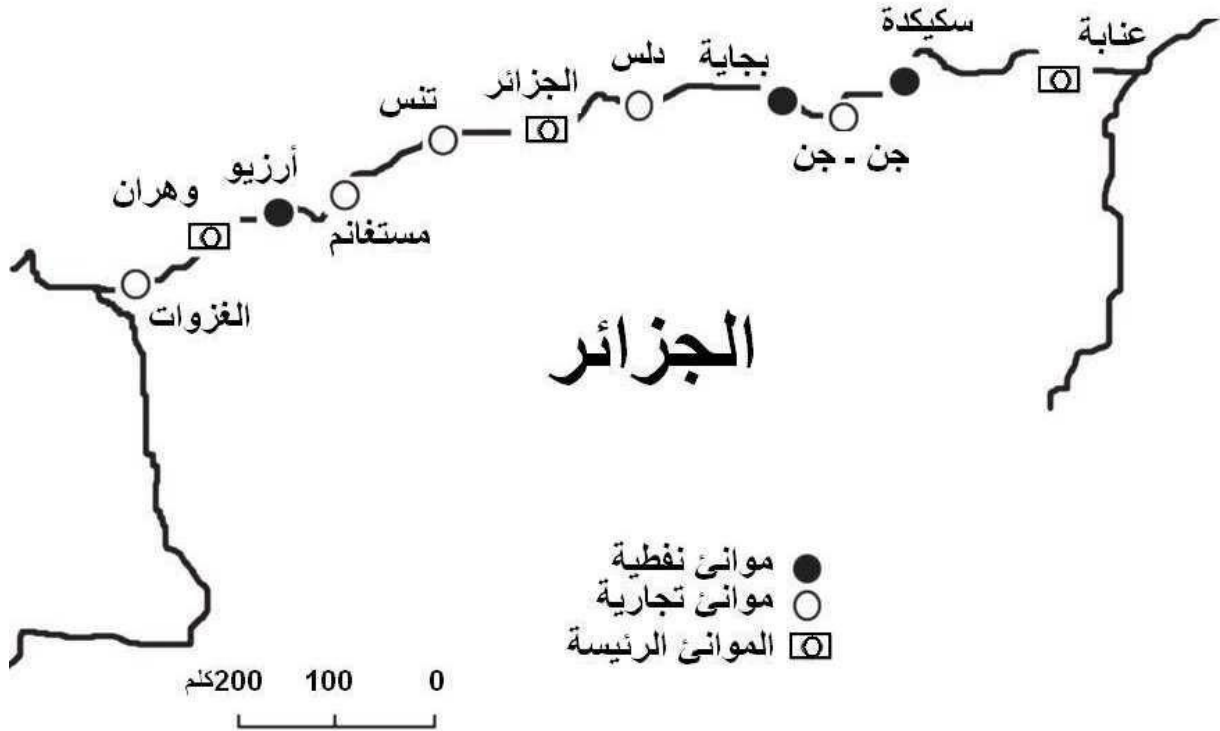 سكيكدة
عنابة
بجاية
دلس
الجزائر
تنس
جن - جن
أرزيو
وهران
مستغانم
الغزوات
الجزائر
موانئ نفطية
موانئ تجارية
الموانئ الرئيسة
0 100 200كلم